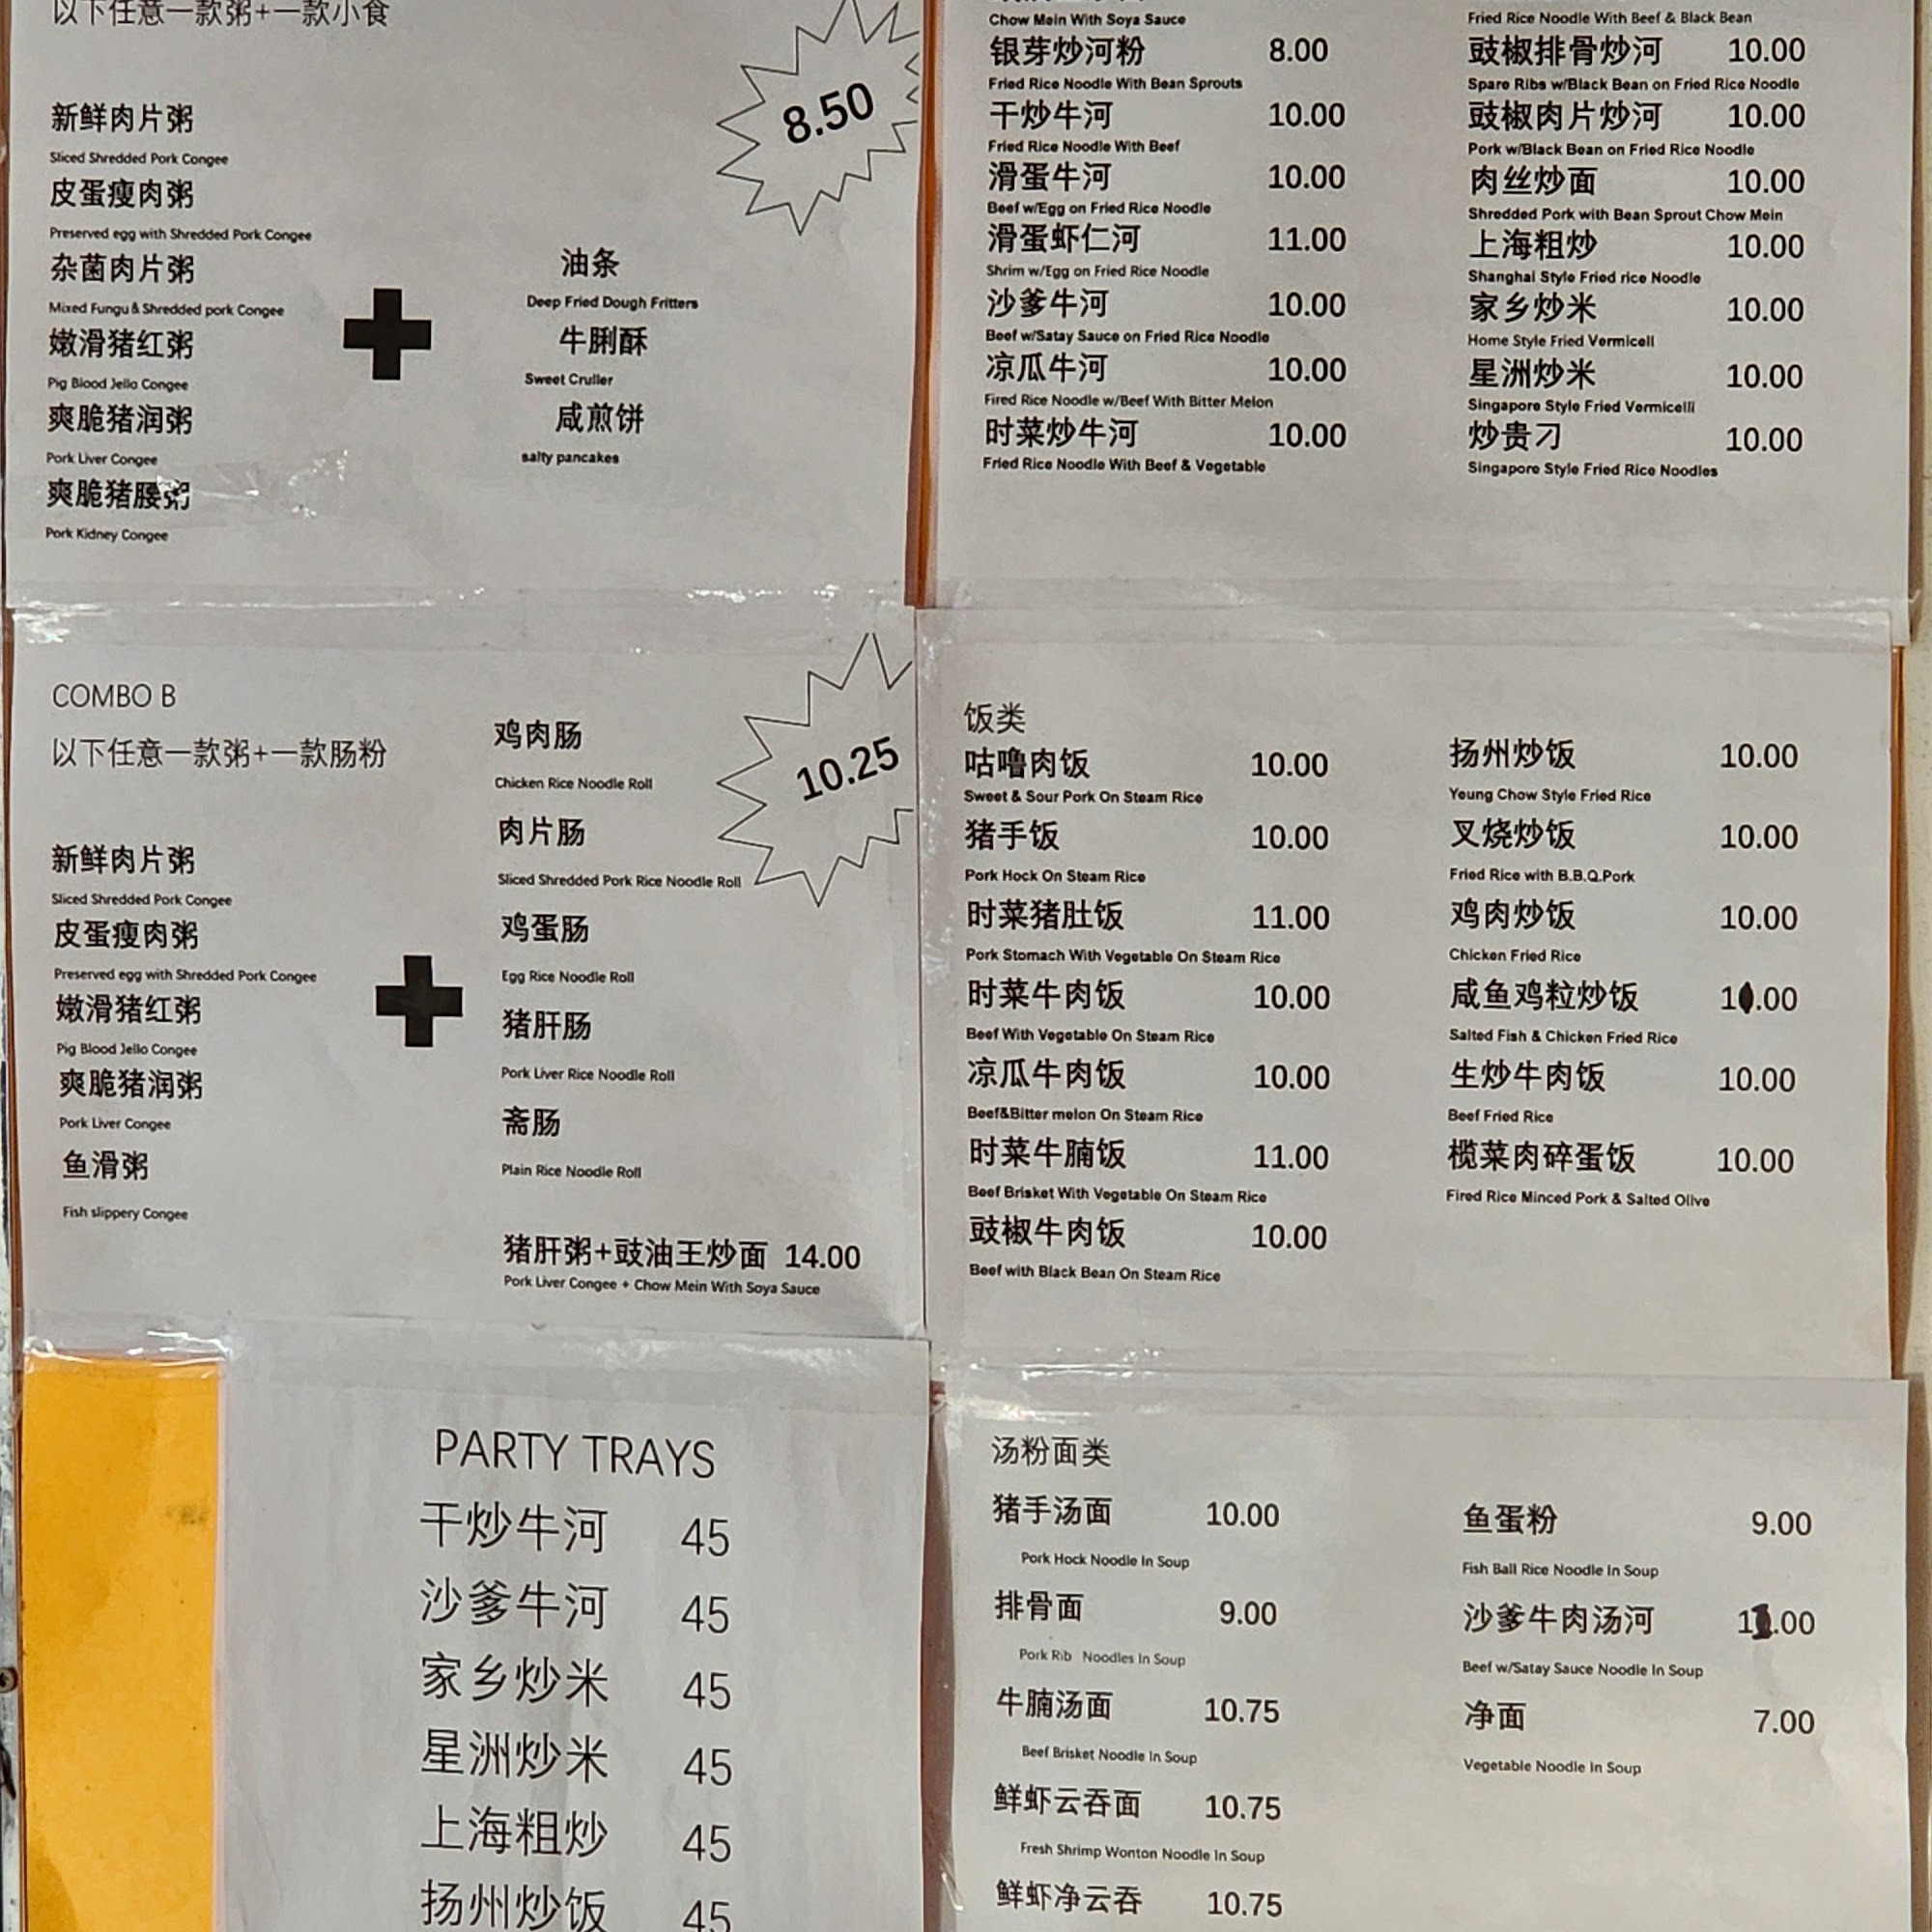 以下任意一款粥+一款小食
8.50
新鲜肉片粥
Sliced Shredded Pork Congee
皮蛋瘦肉粥
Preserved egg with Shredded Pork Congee
杂菌肉片粥
Mixed Fungu & Shredded pork Congee
嫩滑猪红粥
Pig Blood Jello Congee
爽脆猪润粥
Pork Liver Congee
爽脆猪腰粥
Pork Kidney Congee
油条
Deep Fried Dough Fritters
牛脷酥
Sweet Cruller
咸煎饼
salty pancakes
Chow Mein With Soya Sauce
银芽炒河粉 8.00
Fried Rice Noodle With Bean Sprouts
干炒牛河 10.00
Fried Rice Noodle With Beef
滑蛋牛河 10.00
Beef w/Egg on Fried Rice Noodle
滑蛋虾仁河 11.00
Shrim w/Egg on Fried Rice Noodle
沙爹牛河 10.00
Beef w/Satay Sauce on Fried Rice Noodle
凉瓜牛河 10.00
Fired Rice Noodle w/Beef With Bitter Melon
时菜炒牛河 10.00
Fried Rice Noodle With Beef & Vegetable
Fried Rice Noodle With Beef & Black Bean
豉椒排骨炒河 10.00
Spare Ribs w/Black Bean on Fried Rice Noodle
豉椒肉片炒河 10.00
Pork w/Black Bean on Fried Rice Noodle
肉丝炒面 10.00
Shredded Pork with Bean Sprout Chow Mein
上海粗炒 10.00
Shanghai Style Fried rice Noodle
家乡炒米 10.00
Home Style Fried Vermicell
星洲炒米 10.00
Singapore Style Fried Vermicelli
炒贵刁 10.00
Singapore Style Fried Rice Noodles
COMBO B
以下任意一款粥+一款肠粉
10.25
新鲜肉片粥
Sliced Shredded Pork Congee
皮蛋瘦肉粥
Preserved egg with Shredded Pork Congee
嫩滑猪红粥
Pig Blood Jello Congee
爽脆猪润粥
Pork Liver Congee
鱼滑粥
Fish slippery Congee
鸡肉肠
Chicken Rice Noodle Roll
肉片肠
Sliced Shredded Pork Rice Noodle Roll
鸡蛋肠
Egg Rice Noodle Roll
猪肝肠
Pork Liver Rice Noodle Roll
斋肠
Plain Rice Noodle Roll
猪肝粥+豉油王炒面 14.00
Pork Liver Congee + Chow Mein With Soya Sauce
饭类
咕噜肉饭 10.00
Sweet & Sour Pork On Steam Rice
猪手饭 10.00
Pork Hock On Steam Rice
时菜猪肚饭 11.00
Pork Stomach With Vegetable On Steam Rice
时菜牛肉饭 10.00
Beef With Vegetable On Steam Rice
凉瓜牛肉饭 10.00
Beef&Bitter melon On Steam Rice
时菜牛腩饭 11.00
Beef Brisket With Vegetable On Steam Rice
豉椒牛肉饭 10.00
Beef with Black Bean On Steam Rice
扬州炒饭 10.00
Yeung Chow Style Fried Rice
叉烧炒饭 10.00
Fried Rice with B.B.Q.Pork
鸡肉炒饭 10.00
Chicken Fried Rice
咸鱼鸡粒炒饭
Salted Fish & Chicken Fried Rice
生炒牛肉饭 10.00
Beef Fried Rice
榄菜肉碎蛋饭 10.00
Fired Rice Minced Pork & Salted Olive
PARTY TRAYS
干炒牛河 45
沙爹牛河 45
家乡炒米 45
星洲炒米 45
上海粗炒 45
扬州炒饭 45
汤粉面类
猪手汤面 10.00
Pork Hock Noodle In Soup
排骨面 9.00
Pork Rib Noodles In Soup
牛腩汤面 10.75
Beef Brisket Noodle In Soup
鲜虾云吞面 10.75
Fresh Shrimp Wonton Noodle In Soup
鲜虾净云吞 10.75
鱼蛋粉 9.00
Fish Ball Rice Noodle In Soup
沙爹牛肉汤河
Beef w/Satay Sauce Noodle In Soup
净面 7.00
Vegetable Noodle In Soup